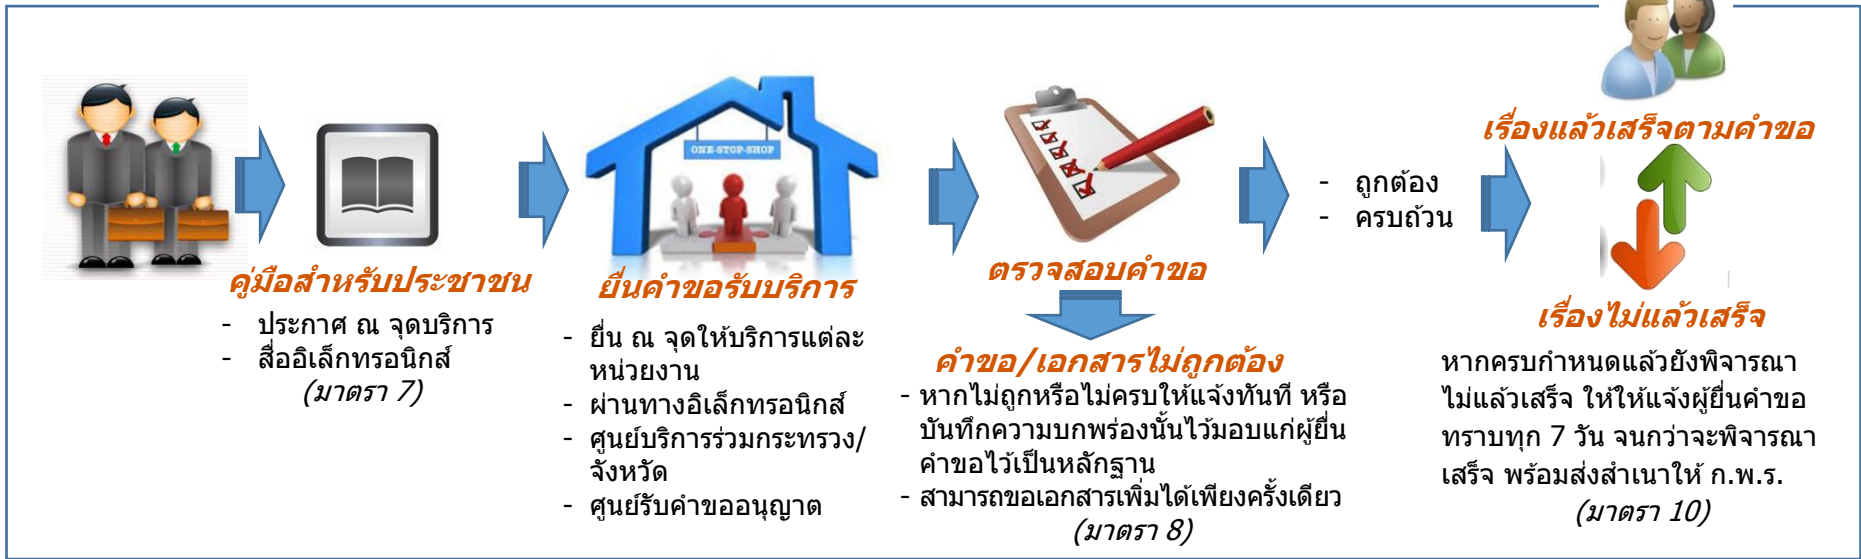 คู่มือสำหรับประชาชน
- ประกาศ ณ จุดบริการ
- สื่ออิเล็กทรอนิกส์
(มาตรา 7)
ONE-STOP-SHOP
ยื่นคำขอรับบริการ
- ยื่น ณ จุดให้บริการแต่ละ
หน่วยงาน
- ผ่านทางอิเล็กทรอนิกส์
- ศูนย์บริการร่วมกระทรวง/
จังหวัด
- ศูนย์รับคำขออนุญาต
ตรวจสอบคำขอ
คำขอ/เอกสารไม่ถูกต้อง
- หากไม่ถูกหรือไม่ครบให้แจ้งทันที หรือ
บันทึกความบกพร่องนั้นไว้มอบแก่ผู้ยื่น
คำขอไว้เป็นหลักฐาน
- สามารถขอเอกสารเพิ่มได้เพียงครั้งเดียว
(มาตรา 8)
- ถูกต้อง
- ครบถ้วน
เรื่องแล้วเสร็จตามคำขอ
เรื่องไม่แล้วเสร็จ
หากครบกำหนดแล้วยังพิจารณา
ไม่แล้วเสร็จ ให้ให้แจ้งผู้ยื่นคำขอ
ทราบทุก 7 วัน จนกว่าจะพิจารณา
เสร็จ พร้อมส่งสำเนาให้ ก.พ.ร.
(มาตรา 10)